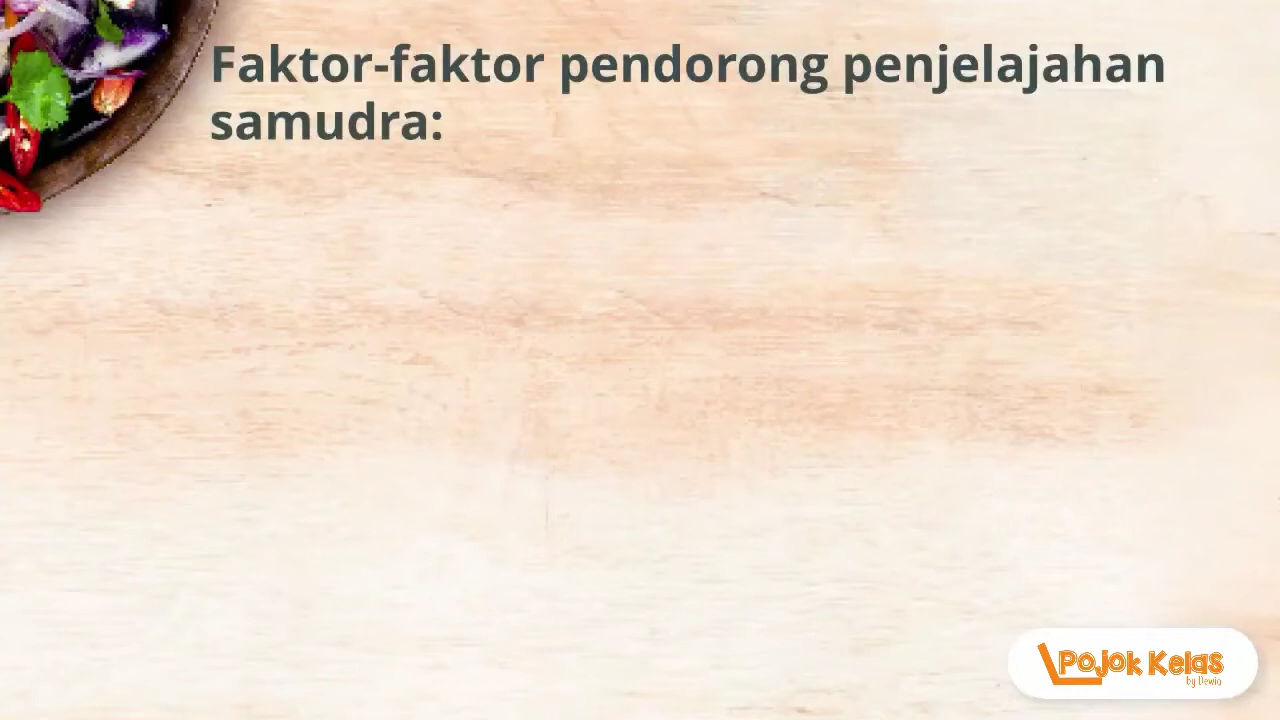 Faktor-faktor pendorong penjelajahan
samudra:
Pojok Kelas
by Dewia